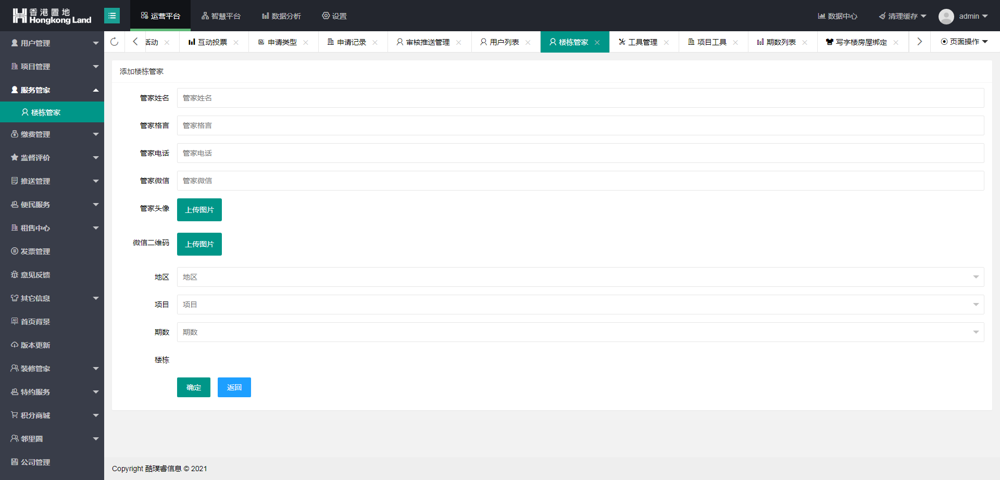 香港置地
Hongkong Land
运营平台
智慧平台
数据分析
设置
数据中心
清理缓存
admin
用户管理
项目管理
服务管家
楼栋管家
缴费管理
监督评价
推送管理
便民服务
租售中心
发票管理
意见反馈
其它信息
首页背景
版本更新
装修管家
特约服务
积分商城
邻里圈
公司管理
活动
互动投票
申请类型
申请记录
审核推送管理
用户列表
楼栋管家
工具管理
项目工具
期数列表
写字楼房屋绑定
页面操作
添加楼栋管家
管家姓名 管家姓名
管家格言 管家格言
管家电话 管家电话
管家微信 管家微信
管家头像 上传图片
微信二维码 上传图片
地区 地区
项目 项目
期数 期数
楼栋
确定 返回
Copyright 酷璞睿信息 © 2021